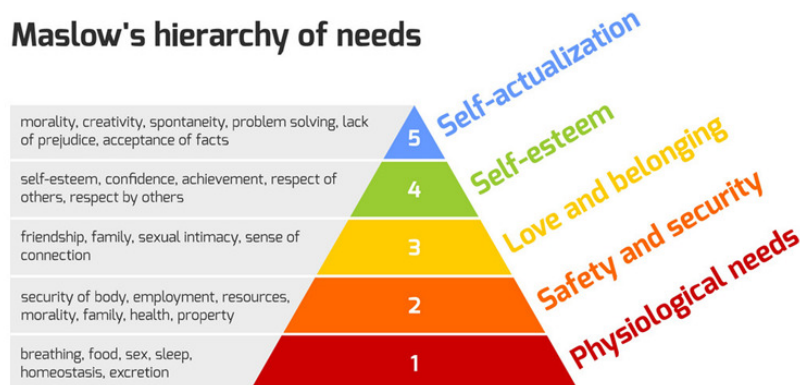 Maslow's hierarchy of needs
morality, creativity, spontaneity, problem solving, lack
of prejudice, acceptance of facts
5
Self-actualization
self-esteem, confidence, achievement, respect of
others, respect by others
4
Self-esteem
friendship, family, sexual intimacy, sense of
connection
3
Love and belonging
security of body, employment, resources,
morality, family, health, property
2
Safety and security
breathing, food, sex, sleep,
homeostasis, excretion
1
Physiological needs